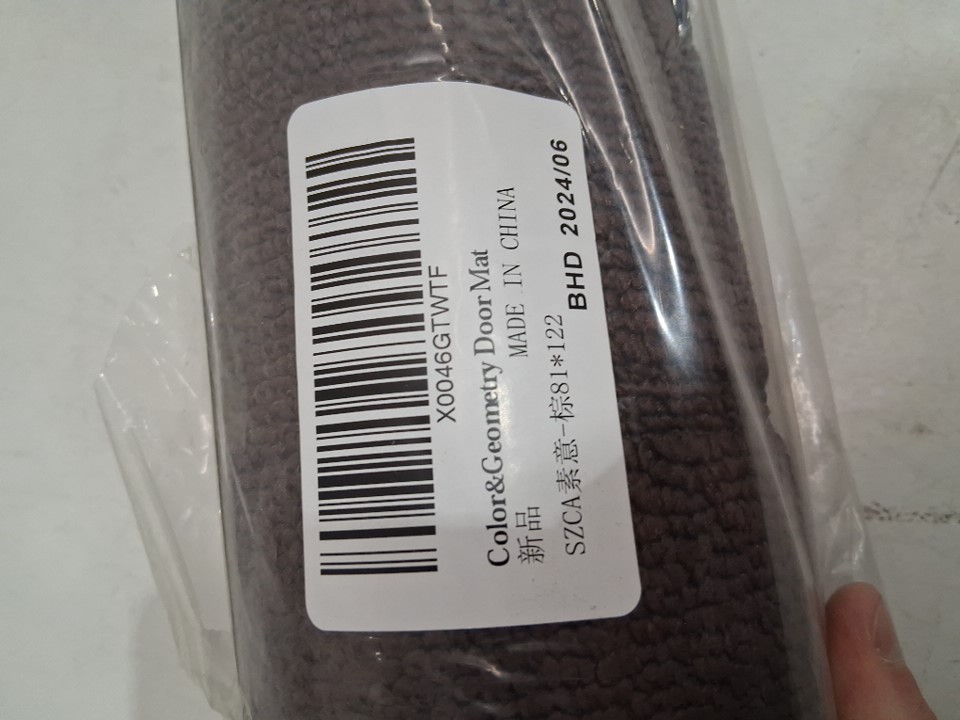 X0046GTWTF
Color&Geometry Door Mat
新品
MADE IN CHINA
SZCA素意-棕81*122
BHD 2024/06